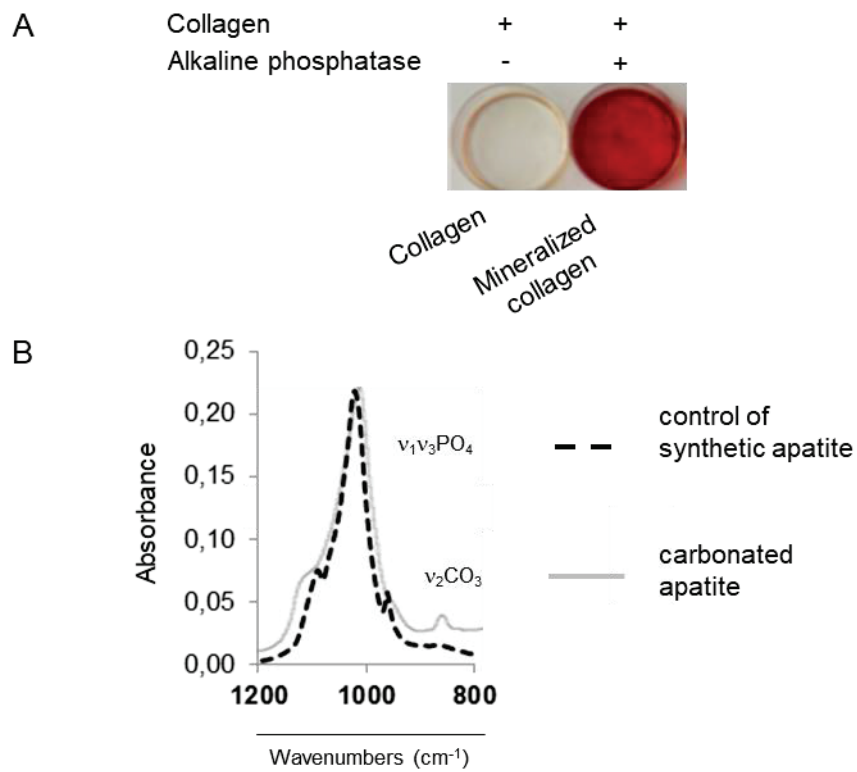 A
Collagen + +
Alkaline phosphatase - +
Collagen
Mineralized
collagen
B
0,25
0,20
0,15
0,10
0,05
0,00
Absorbance
ν₁ν₃PO₄
ν₂CO₃
1200 1000 800
Wavenumbers (cm⁻¹)
control of
synthetic apatite
carbonated
apatite